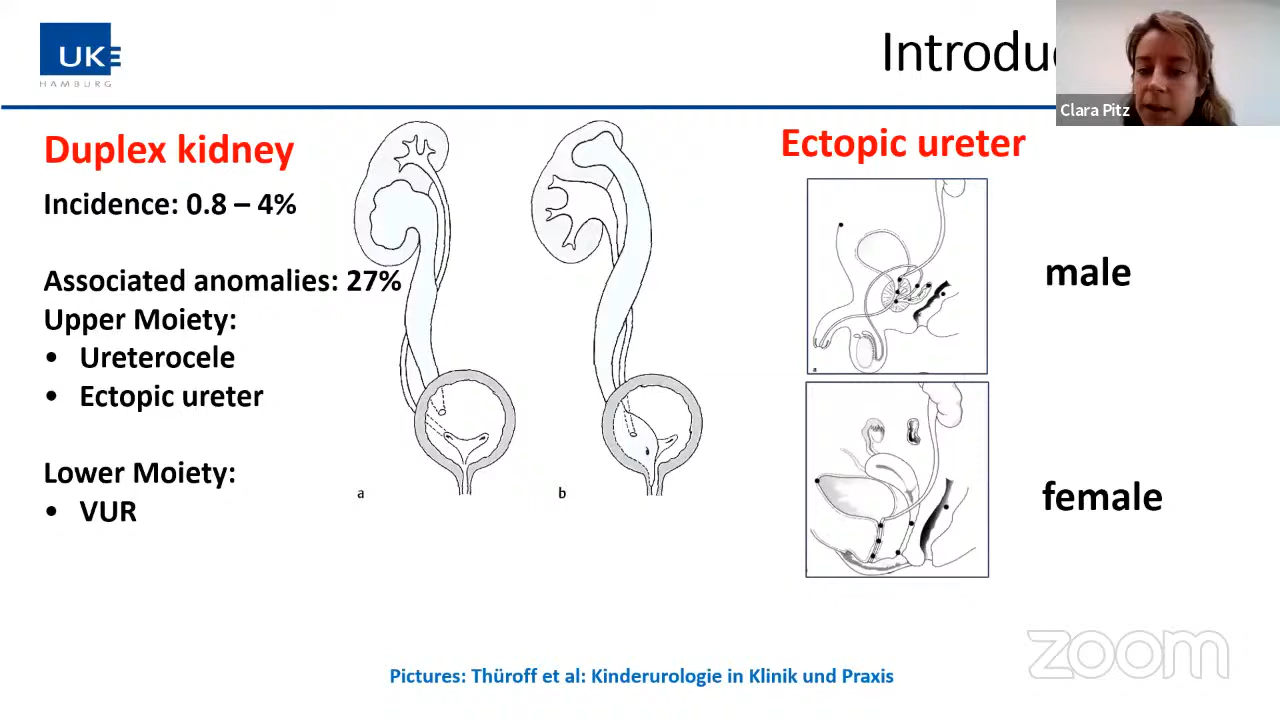 UKE
HAMBURG
Clara Pitz
Duplex kidney
Incidence: 0.8 – 4%
Associated anomalies: 27%
Upper Moiety:
• Ureterocele
• Ectopic ureter
Lower Moiety:
• VUR
a
b
Ectopic ureter
a
male
female
zoom
Pictures: Thüroff et al: Kinderurologie in Klinik und Praxis